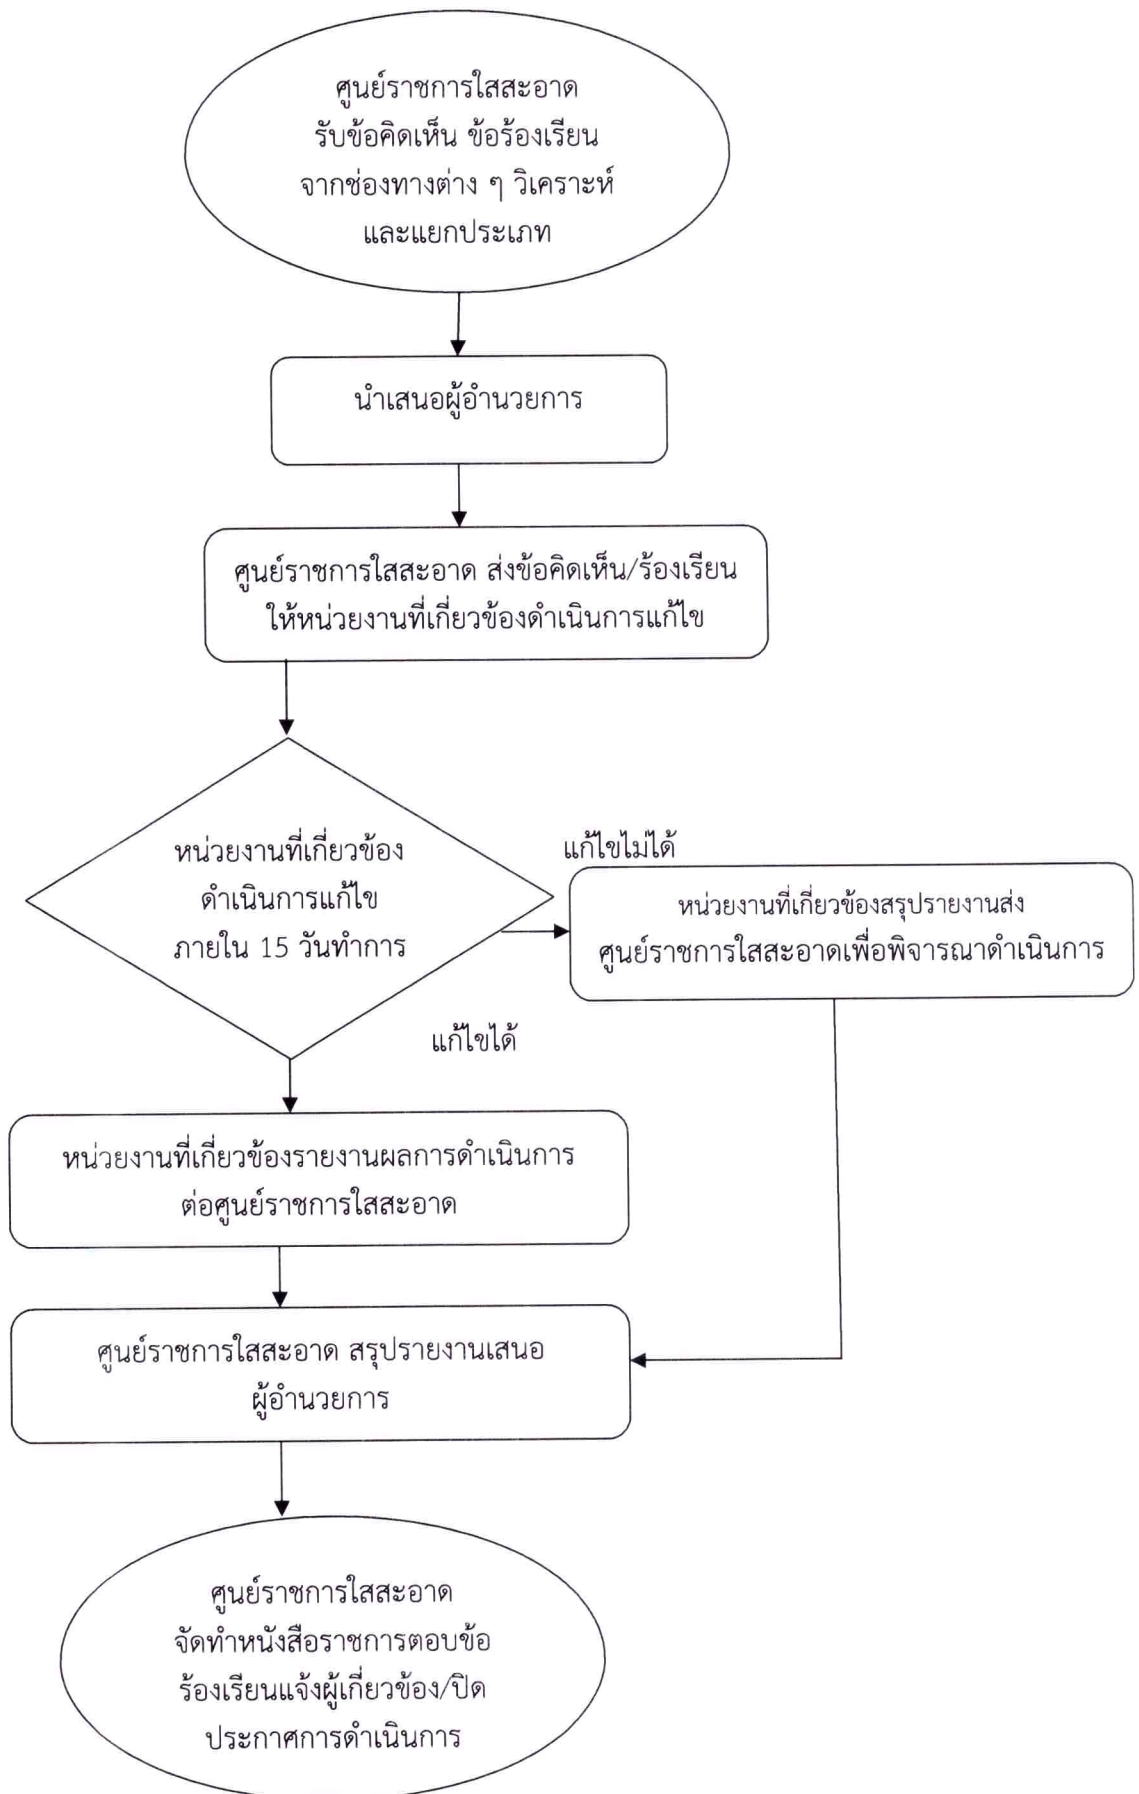 ศูนย์ราชการใสสะอาด
รับข้อคิดเห็น ข้อร้องเรียน
จากช่องทางต่าง ๆ วิเคราะห์
และแยกประเภท
นำเสนอผู้อำนวยการ
ศูนย์ราชการใสสะอาด ส่งข้อคิดเห็น/ร้องเรียน
ให้หน่วยงานที่เกี่ยวข้องดำเนินการแก้ไข
หน่วยงานที่เกี่ยวข้อง
ดำเนินการแก้ไข
ภายใน 15 วันทำการ
แก้ไขไม่ได้
หน่วยงานที่เกี่ยวข้องสรุปรายงานส่ง
ศูนย์ราชการใสสะอาดเพื่อพิจารณาดำเนินการ
แก้ไขได้
หน่วยงานที่เกี่ยวข้องรายงานผลการดำเนินการ
ต่อศูนย์ราชการใสสะอาด
ศูนย์ราชการใสสะอาด สรุปรายงานเสนอ
ผู้อำนวยการ
ศูนย์ราชการใสสะอาด
จัดทำหนังสือราชการตอบข้อ
ร้องเรียนแจ้งผู้เกี่ยวข้อง/ปิด
ประกาศการดำเนินการ